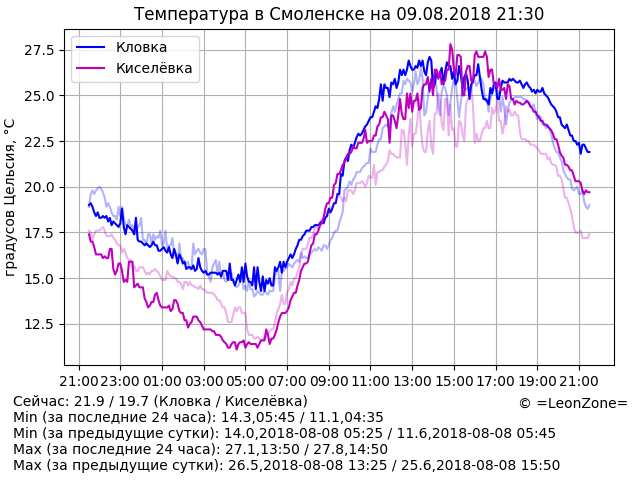 Температура в Смоленске на 09.08.2018 21:30
Кловка
Киселёвка
градусов Цельсия, °C
27.5
25.0
22.5
20.0
17.5
15.0
12.5
21:00 23:00 01:00 03:00 05:00 07:00 09:00 11:00 13:00 15:00 17:00 19:00 21:00
Сейчас: 21.9 / 19.7 (Кловка / Киселёвка)
© =LeonZone=
Min (за последние 24 часа): 14.3,05:45 / 11.1,04:35
Min (за предыдущие сутки): 14.0,2018-08-08 05:25 / 11.6,2018-08-08 05:45
Max (за последние 24 часа): 27.1,13:50 / 27.8,14:50
Max (за предыдущие сутки): 26.5,2018-08-08 13:25 / 25.6,2018-08-08 15:50